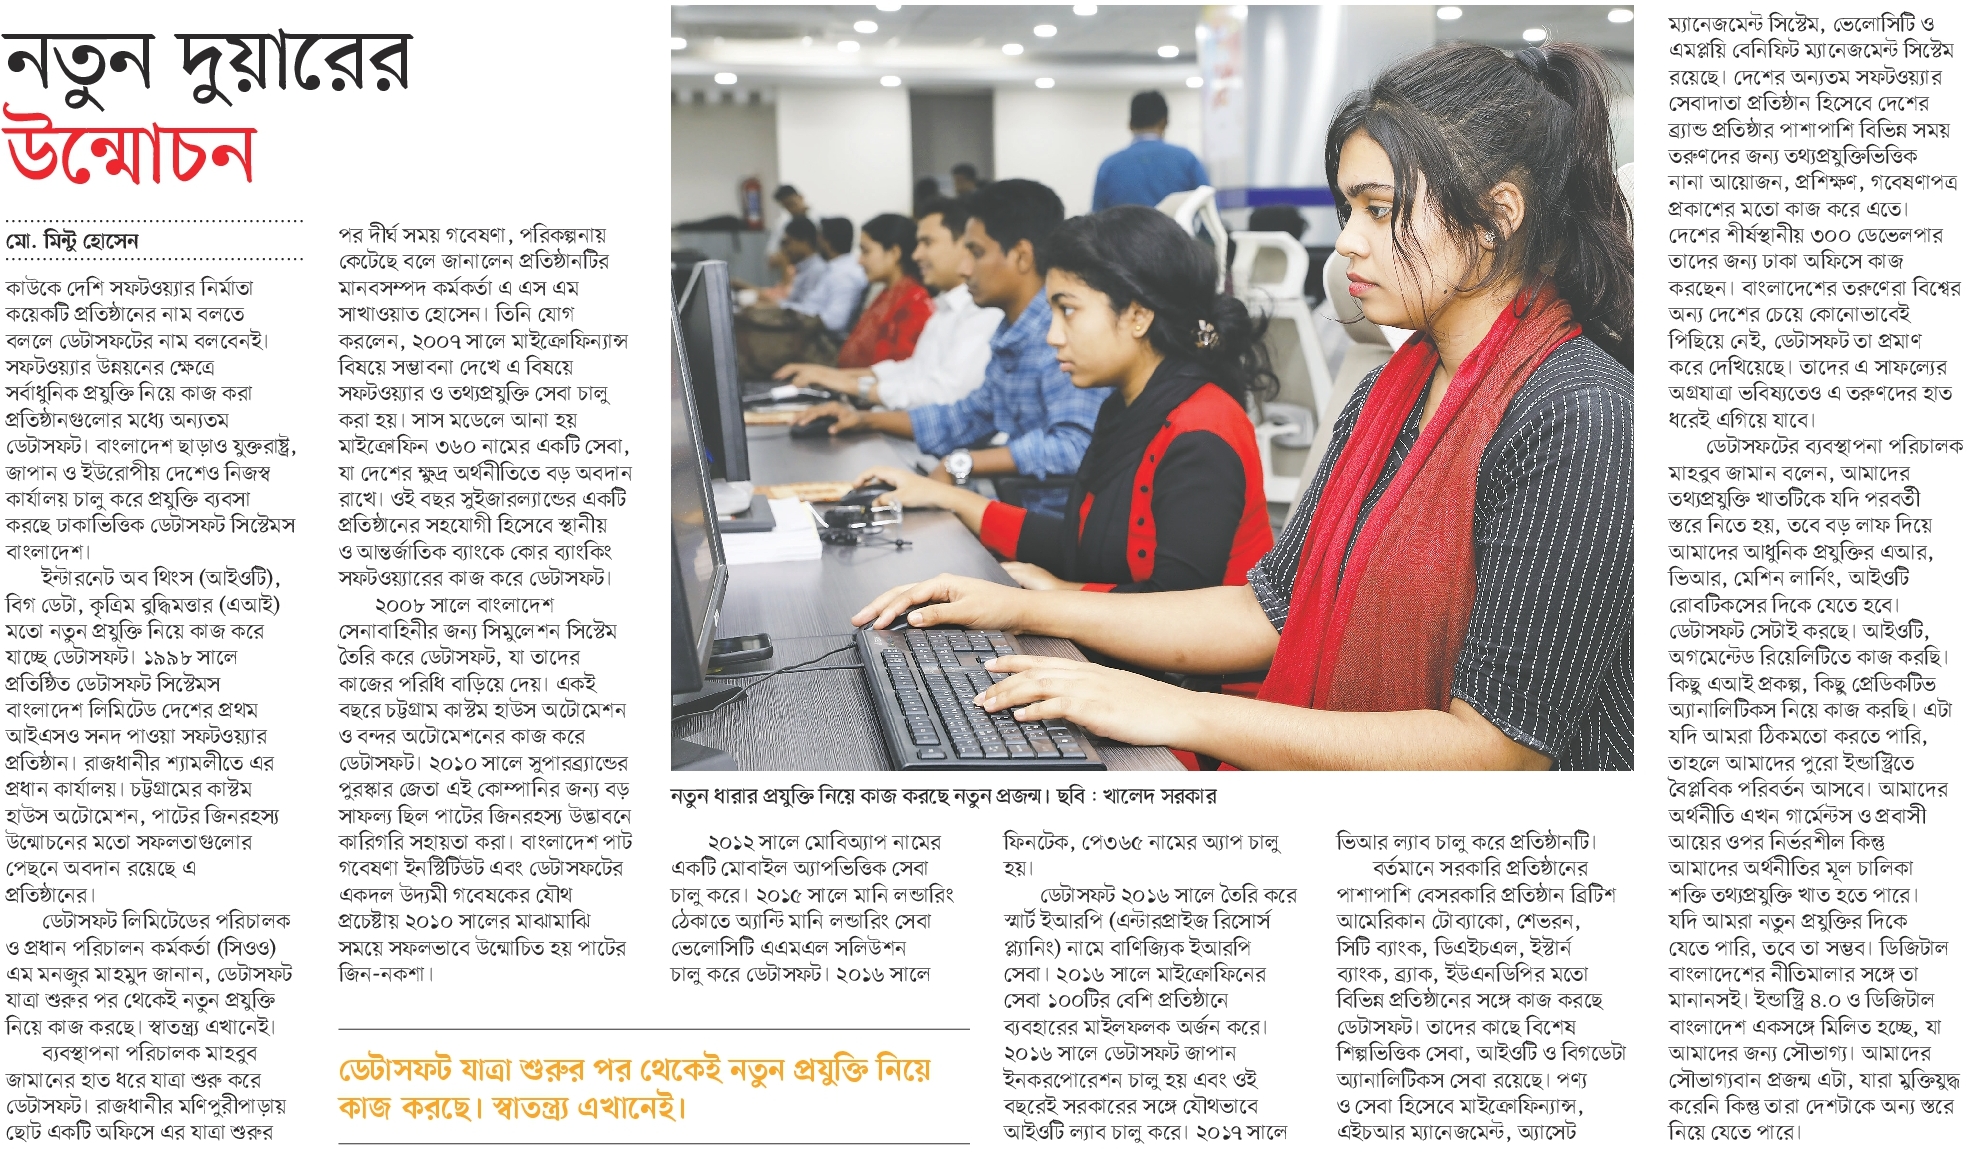 নতুন দুয়ারের
উন্মোচন
মো. মিন্টু হোসেন
কাউকে দেশি সফটওয়্যার নির্মাতা
কয়েকটি প্রতিষ্ঠানের নাম বলতে
বললে ডেটাসফটের নাম বলবেনই।
সফটওয়্যার উন্নয়নের ক্ষেত্রে
সর্বাধুনিক প্রযুক্তি নিয়ে কাজ করা
প্রতিষ্ঠানগুলোর মধ্যে অন্যতম
ডেটাসফট। বাংলাদেশ ছাড়াও যুক্তরাষ্ট্র,
জাপান ও ইউরোপীয় দেশেও নিজস্ব
কার্যালয় চালু করে প্রযুক্তি ব্যবসা
করছে ঢাকাভিত্তিক ডেটাসফট সিস্টেমস
বাংলাদেশ।
ইন্টারনেট অব থিংস (আইওটি),
বিগ ডেটা, কৃত্রিম বুদ্ধিমত্তার (এআই)
মতো নতুন প্রযুক্তি নিয়ে কাজ করে
যাচ্ছে ডেটাসফট। ১৯৯৮ সালে
প্রতিষ্ঠিত ডেটাসফট সিস্টেমস
বাংলাদেশ লিমিটেড দেশের প্রথম
আইএসও সনদ পাওয়া সফটওয়্যার
প্রতিষ্ঠান। রাজধানীর শ্যামলীতে এর
প্রধান কার্যালয়। চট্টগ্রামের কাস্টম
হাউস অটোমেশন, পাটের জিনরহস্য
উন্মোচনের মতো সফলতাগুলোর
পেছনে অবদান রয়েছে এ
প্রতিষ্ঠানের।
ডেটাসফট লিমিটেডের পরিচালক
ও প্রধান পরিচালন কর্মকর্তা (সিওও)
এম মনজুর মাহমুদ জানান, ডেটাসফট
যাত্রা শুরুর পর থেকেই নতুন প্রযুক্তি
নিয়ে কাজ করছে। স্বাতন্ত্র্য এখানেই।
ব্যবস্থাপনা পরিচালক মাহবুব
জামানের হাত ধরে যাত্রা শুরু করে
ডেটাসফট। রাজধানীর মণিপুরীপাড়ায়
ছোট একটি অফিসে এর যাত্রা শুরুর
পর দীর্ঘ সময় গবেষণা, পরিকল্পনায়
কেটেছে বলে জানালেন প্রতিষ্ঠানটির
মানবসম্পদ কর্মকর্তা এ এস এম
সাখাওয়াত হোসেন। তিনি যোগ
করলেন, ২০০৭ সালে মাইক্রোফিন্যান্স
বিষয়ে সম্ভাবনা দেখে এ বিষয়ে
সফটওয়্যার ও তথ্যপ্রযুক্তি সেবা চালু
করা হয়। সাস মডেলে আনা হয়
মাইক্রোফিন ৩৬০ নামের একটি সেবা,
যা দেশের ক্ষুদ্র অর্থনীতিতে বড় অবদান
রাখে। ওই বছর সুইজারল্যান্ডের একটি
প্রতিষ্ঠানের সহযোগী হিসেবে স্থানীয়
ও আন্তর্জাতিক ব্যাংকে কোর ব্যাংকিং
সফটওয়্যারের কাজ করে ডেটাসফট।
২০০৮ সালে বাংলাদেশ
সেনাবাহিনীর জন্য সিমুলেশন সিস্টেম
তৈরি করে ডেটাসফট, যা তাদের
কাজের পরিধি বাড়িয়ে দেয়। একই
বছরে চট্টগ্রাম কাস্টম হাউস অটোমেশন
ও বন্দর অটোমেশনের কাজ করে
ডেটাসফট। ২০১০ সালে সুপারব্র্যান্ডের
পুরস্কার জেতা এই কোম্পানির জন্য বড়
সাফল্য ছিল পাটের জিনরহস্য উদ্ভাবনে
কারিগরি সহায়তা করা। বাংলাদেশ পাট
গবেষণা ইনস্টিটিউট এবং ডেটাসফটের
একদল উদ্যমী গবেষকের যৌথ
প্রচেষ্টায় ২০১০ সালের মাঝামাঝি
সময়ে সফলভাবে উন্মোচিত হয় পাটের
জিন-নকশা।
ডেটাসফট যাত্রা শুরুর পর থেকেই নতুন প্রযুক্তি নিয়ে
কাজ করছে। স্বাতন্ত্র্য এখানেই।
নতুন ধারার প্রযুক্তি নিয়ে কাজ করছে নতুন প্রজন্ম। ছবি : খালেদ সরকার
২০১২ সালে মোবিঅ্যাপ নামের
একটি মোবাইল অ্যাপভিত্তিক সেবা
চালু করে। ২০১৫ সালে মানি লন্ডারিং
ঠেকাতে অ্যান্টি মানি লন্ডারিং সেবা
ভেলোসিটি এএমএল সলিউশন
চালু করে ডেটাসফট। ২০১৬ সালে
ফিনটেক, পে৩৬৫ নামের অ্যাপ চালু
হয়।
ডেটাসফট ২০১৬ সালে তৈরি করে
স্মার্ট ইআরপি (এন্টারপ্রাইজ রিসোর্স
প্ল্যানিং) নামে বাণিজ্যিক ইআরপি
সেবা। ২০১৬ সালে মাইক্রোফিনের
সেবা ১০০টির বেশি প্রতিষ্ঠানে
ব্যবহারের মাইলফলক অর্জন করে।
২০১৬ সালে ডেটাসফট জাপান
ইনকরপোরেশন চালু হয় এবং ওই
বছরেই সরকারের সঙ্গে যৌথভাবে
আইওটি ল্যাব চালু করে। ২০১৭ সালে
ভিআর ল্যাব চালু করে প্রতিষ্ঠানটি।
বর্তমানে সরকারি প্রতিষ্ঠানের
পাশাপাশি বেসরকারি প্রতিষ্ঠান ব্রিটিশ
আমেরিকান টোব্যাকো, শেভরন,
সিটি ব্যাংক, ডিএইচএল, ইস্টার্ন
ব্যাংক, ব্র্যাক, ইউএনডিপির মতো
বিভিন্ন প্রতিষ্ঠানের সঙ্গে কাজ করছে
ডেটাসফট। তাদের কাছে বিশেষ
শিল্পভিত্তিক সেবা, আইওটি ও বিগডেটা
অ্যানালিটিকস সেবা রয়েছে। পণ্য
ও সেবা হিসেবে মাইক্রোফিন্যান্স,
এইচআর ম্যানেজমেন্ট, অ্যাসেট
ম্যানেজমেন্ট সিস্টেম, ভেলোসিটি ও
এমপ্লয়ি বেনিফিট ম্যানেজমেন্ট সিস্টেম
রয়েছে। দেশের অন্যতম সফটওয়্যার
সেবাদাতা প্রতিষ্ঠান হিসেবে দেশের
ব্র্যান্ড প্রতিষ্ঠার পাশাপাশি বিভিন্ন সময়
তরুণদের জন্য তথ্যপ্রযুক্তিভিত্তিক
নানা আয়োজন, প্রশিক্ষণ, গবেষণাপত্র
প্রকাশের মতো কাজ করে এতে।
দেশের শীর্ষস্থানীয় ৩০০ ডেভেলপার
তাদের জন্য ঢাকা অফিসে কাজ
করছেন। বাংলাদেশের তরুণেরা বিশ্বের
অন্য দেশের চেয়ে কোনোভাবেই
পিছিয়ে নেই, ডেটাসফট তা প্রমাণ
করে দেখিয়েছে। তাদের এ সাফল্যের
অগ্রযাত্রা ভবিষ্যতেও এ তরুণদের হাত
ধরেই এগিয়ে যাবে।
ডেটাসফটের ব্যবস্থাপনা পরিচালক
মাহবুব জামান বলেন, আমাদের
তথ্যপ্রযুক্তি খাতটিকে যদি পরবর্তী
স্তরে নিতে হয়, তবে বড় লাফ দিয়ে
আমাদের আধুনিক প্রযুক্তির এআর,
ভিআর, মেশিন লার্নিং, আইওটি
রোবটিকসের দিকে যেতে হবে।
ডেটাসফট সেটাই করছে। আইওটি,
অগমেন্টেড রিয়েলিটিতে কাজ করছি।
কিছু এআই প্রকল্প, কিছু প্রেডিকটিভ
অ্যানালিটিকস নিয়ে কাজ করছি। এটা
যদি আমরা ঠিকমতো করতে পারি,
তাহলে আমাদের পুরো ইন্ডাস্ট্রিতে
বৈপ্লবিক পরিবর্তন আসবে। আমাদের
অর্থনীতি এখন গার্মেন্টস ও প্রবাসী
আয়ের ওপর নির্ভরশীল কিন্তু
আমাদের অর্থনীতির মূল চালিকা
শক্তি তথ্যপ্রযুক্তি খাত হতে পারে।
যদি আমরা নতুন প্রযুক্তির দিকে
যেতে পারি, তবে তা সম্ভব। ডিজিটাল
বাংলাদেশের নীতিমালার সঙ্গে তা
মানানসই। ইন্ডাস্ট্রি ৪.০ ও ডিজিটাল
বাংলাদেশ একসঙ্গে মিলিত হচ্ছে, যা
আমাদের জন্য সৌভাগ্য। আমাদের
সৌভাগ্যবান প্রজন্ম এটা, যারা মুক্তিযুদ্ধ
করেনি কিন্তু তারা দেশটাকে অন্য স্তরে
নিয়ে যেতে পারে।